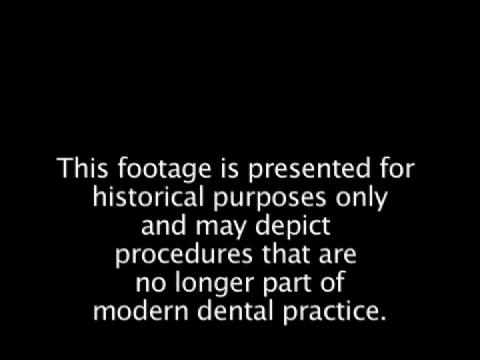 This footage is presented for
historical purposes only
and may depict
procedures that are
no longer part of
modern dental practice.